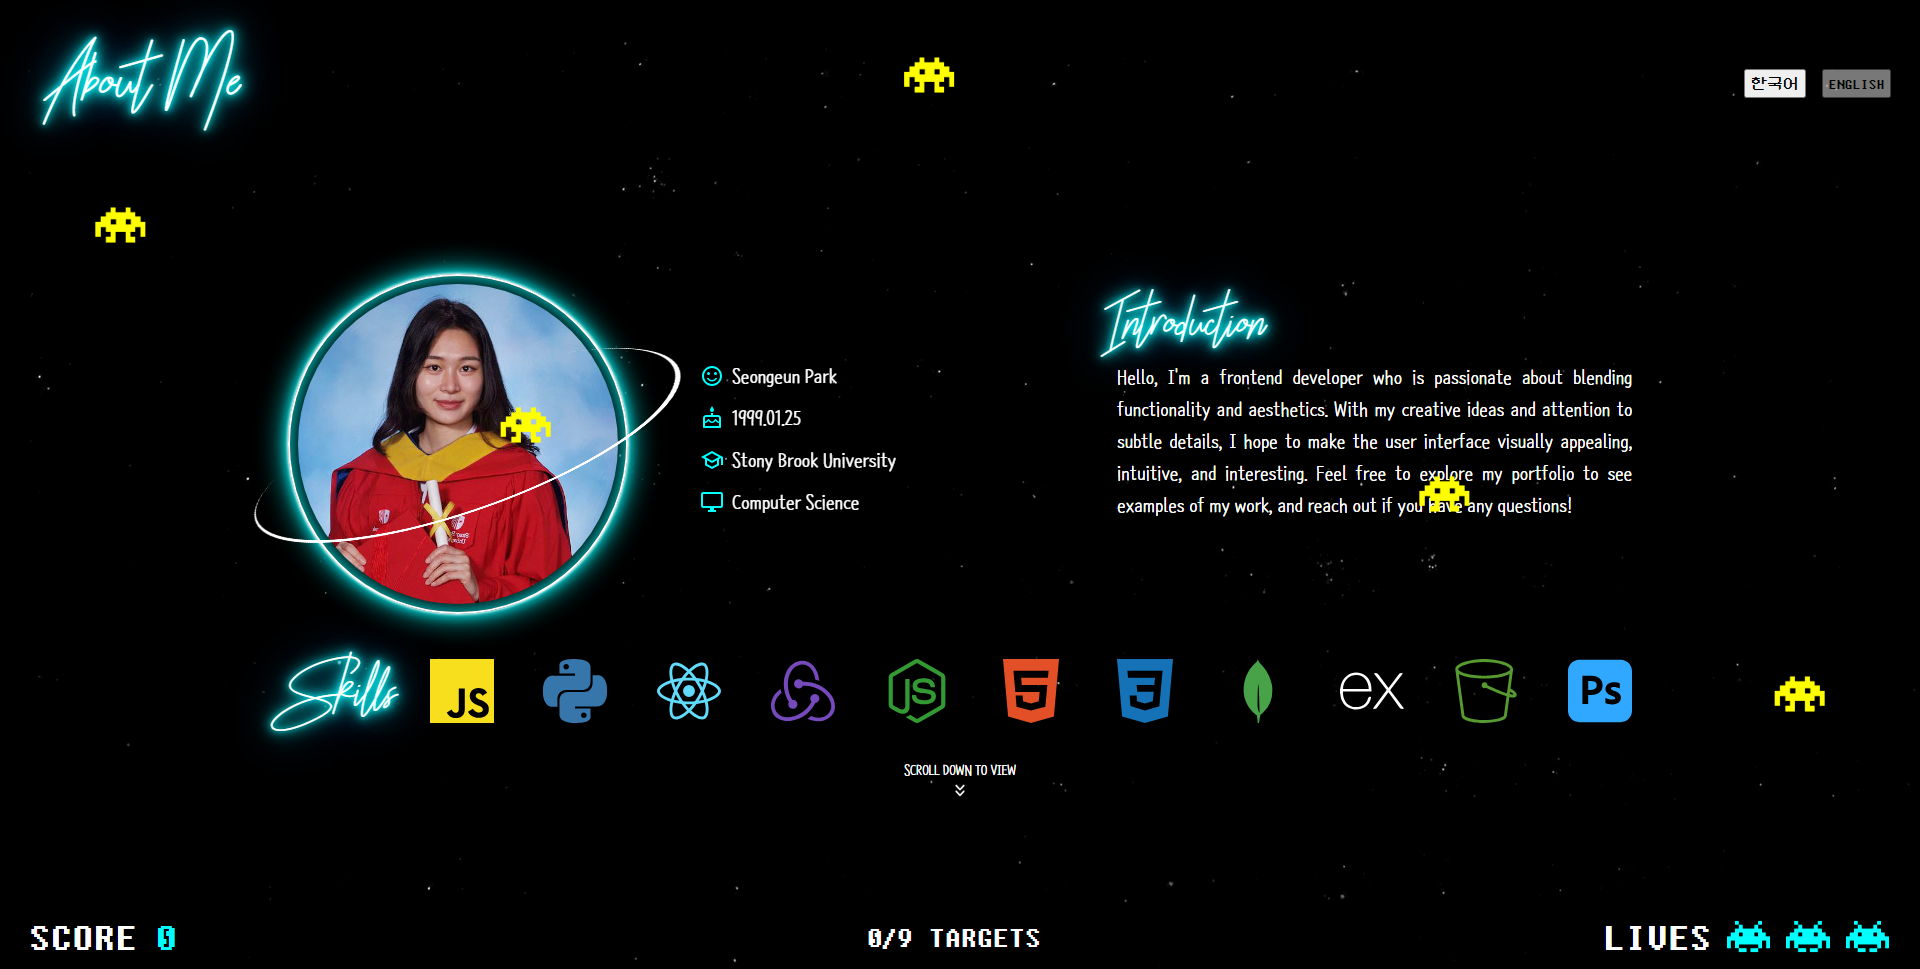 About Me
한국어
ENGLISH
Introduction
Seongeun Park
1999.01.25
Stony Brook University
Computer Science
Hello, I'm a frontend developer who is passionate about blending
functionality and aesthetics. With my creative ideas and attention to
subtle details, I hope to make the user interface visually appealing,
intuitive, and interesting. Feel free to explore my portfolio to see
examples of my work, and reach out if you have any questions!
Skills
JS
JS
5
3
ex
Ps
SCROLL DOWN TO VIEW
SCORE 0
0/9 TARGETS
LIVES